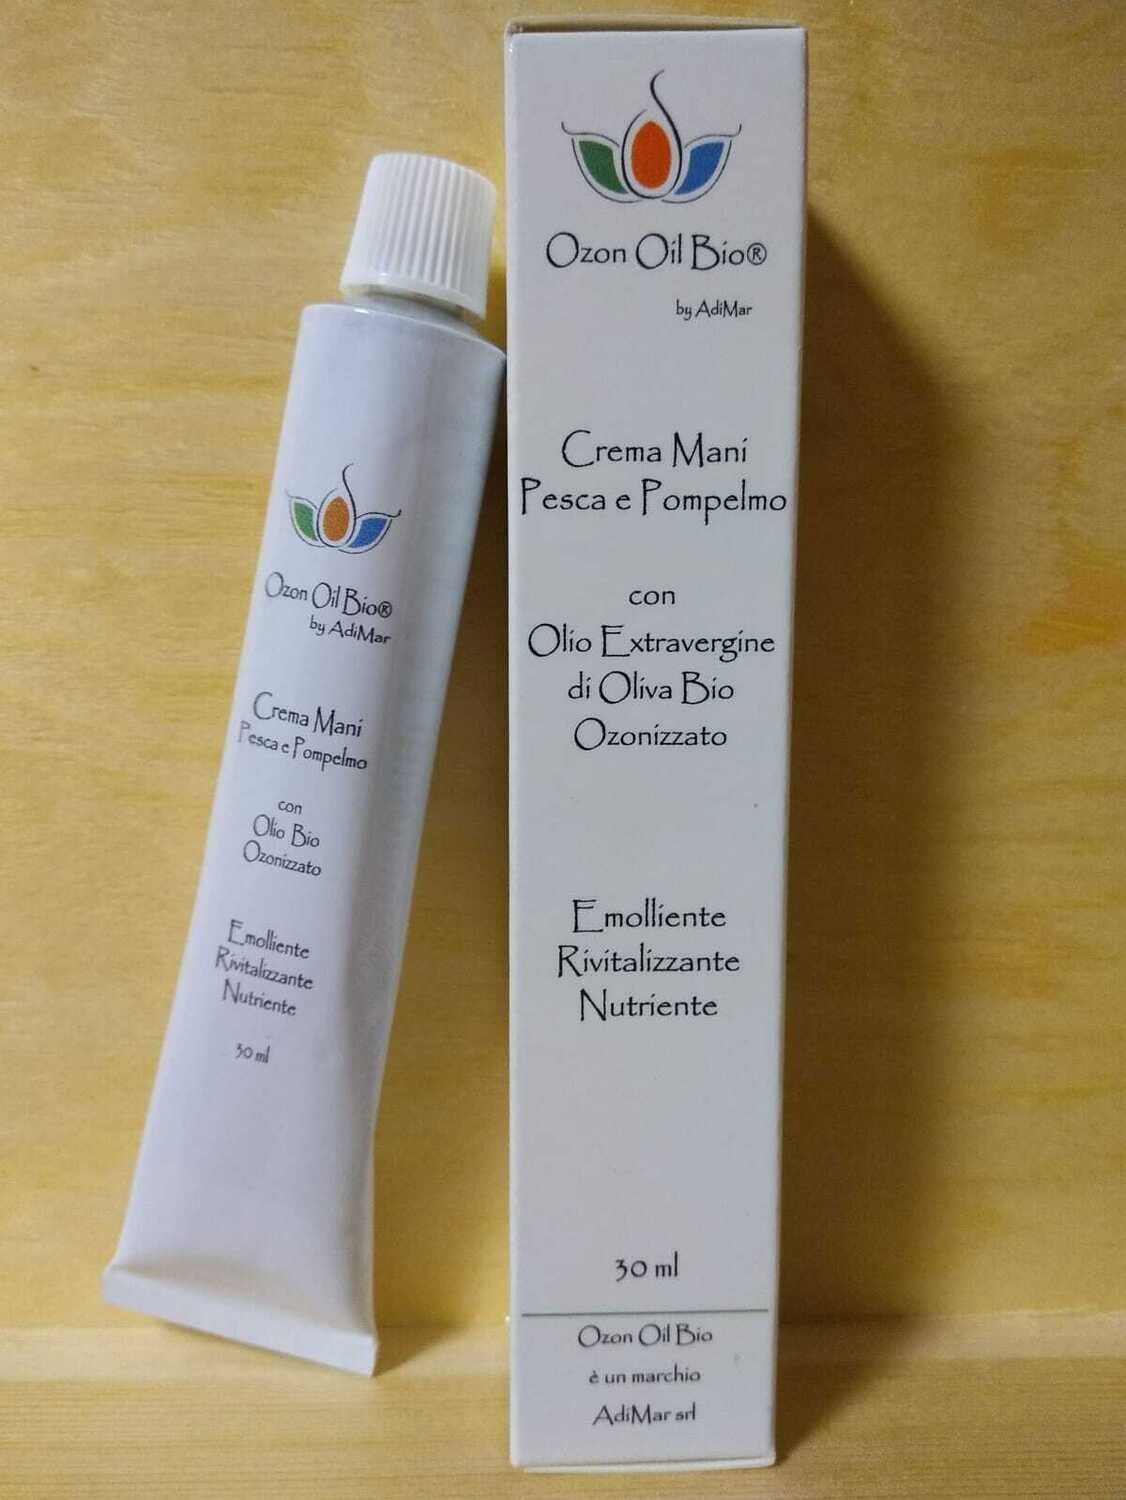 Ozon Oil Bio®
by AdiMar
Crema Mani
Pesca e Pompelmo
con
Olio Bio
Ozonizzato
Emolliente
Rivitalizzante
Nutriente
30 ml
Ozon Oil Bio®
by AdiMar
Crema Mani
Pesca e Pompelmo
con
Olio Extravergine
di Oliva Bio
Ozonizzato
Emolliente
Rivitalizzante
Nutriente
30 ml
Ozon Oil Bio
è un marchio
AdiMar srl